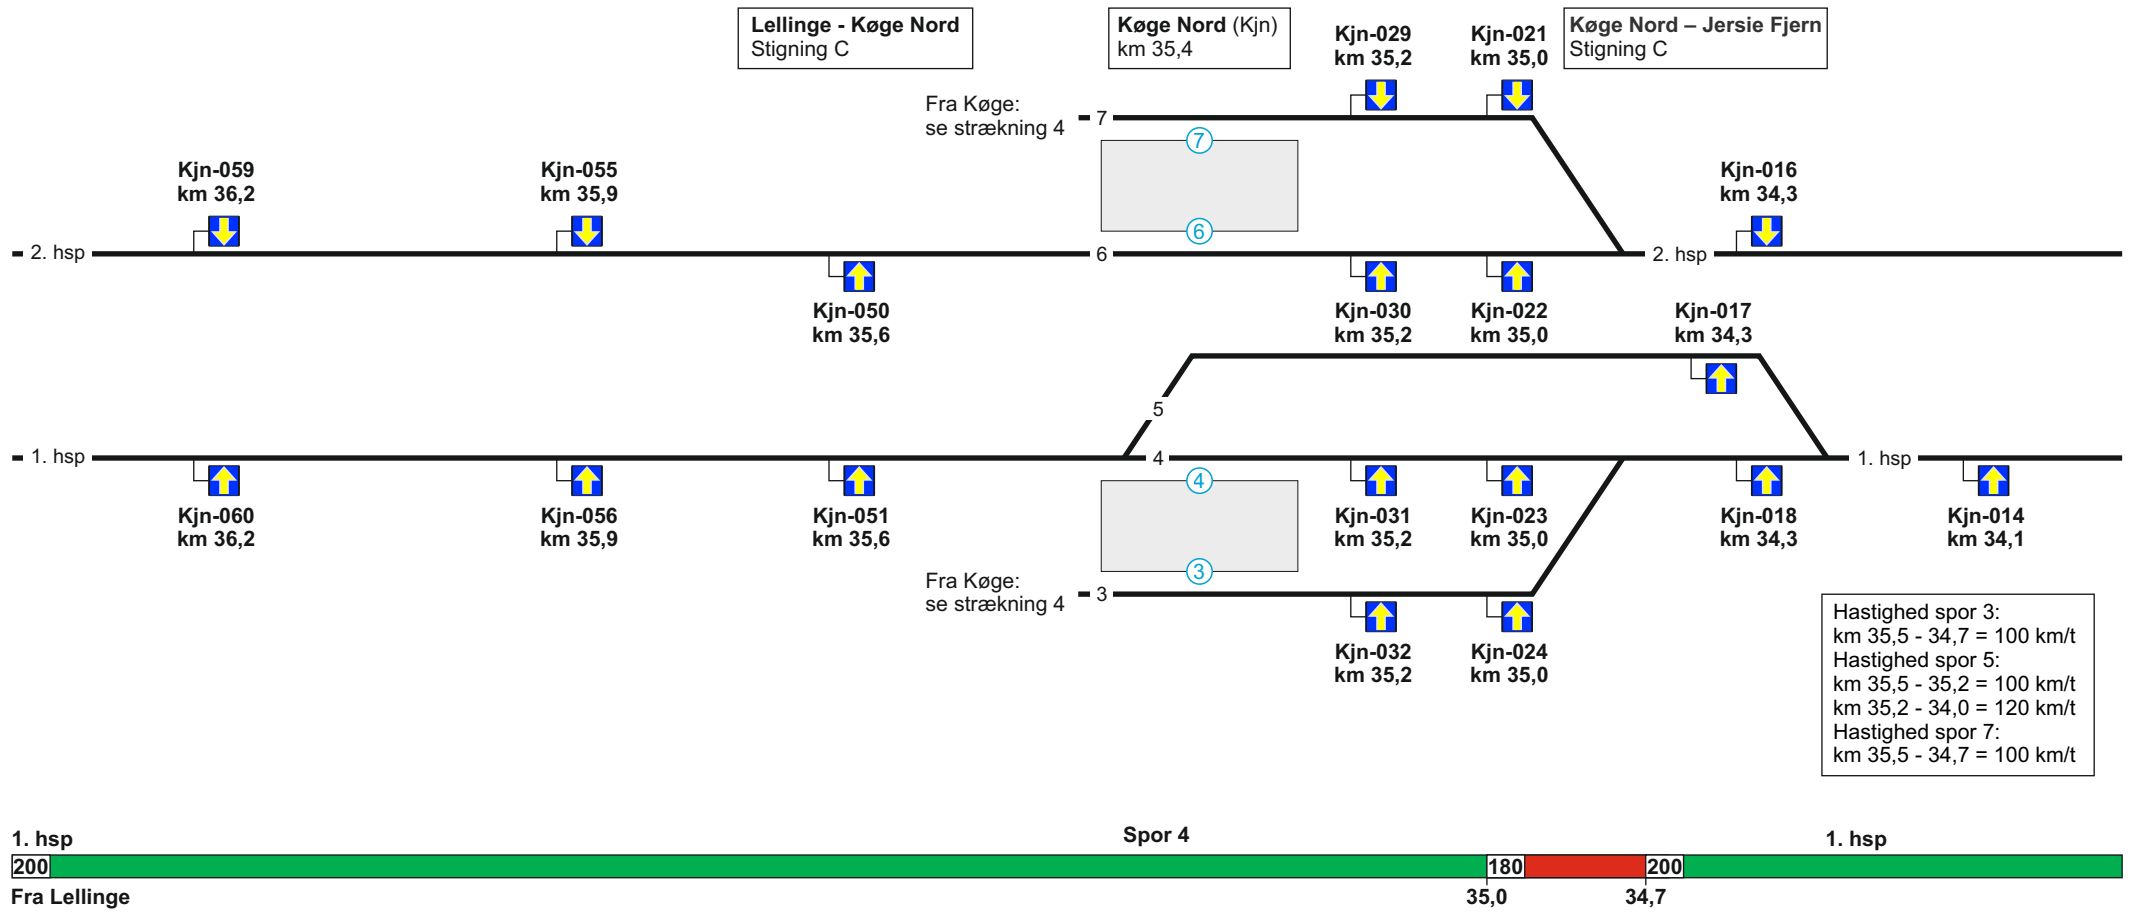 Lellinge - Køge Nord
Stigning C
Køge Nord (Kjn)
km 35,4
Kjn-029
km 35,2
Kjn-021
km 35,0
Køge Nord – Jersie Fjern
Stigning C
Fra Køge:
se strækning 4
7
7
Kjn-059
km 36,2
Kjn-055
km 35,9
Kjn-016
km 34,3
6
2. hsp
6
2. hsp
Kjn-050
km 35,6
Kjn-030
km 35,2
Kjn-022
km 35,0
Kjn-017
km 34,3
5
1. hsp
4
1. hsp
4
Kjn-060
km 36,2
Kjn-056
km 35,9
Kjn-051
km 35,6
Kjn-031
km 35,2
Kjn-023
km 35,0
Kjn-018
km 34,3
Kjn-014
km 34,1
3
Fra Køge:
se strækning 4
3
Kjn-032
km 35,2
Kjn-024
km 35,0
Hastighed spor 3:
km 35,5 - 34,7 = 100 km/t
Hastighed spor 5:
km 35,5 - 35,2 = 100 km/t
km 35,2 - 34,0 = 120 km/t
Hastighed spor 7:
km 35,5 - 34,7 = 100 km/t
1. hsp
Spor 4
1. hsp
200
180
200
Fra Lellinge
35,0
34,7